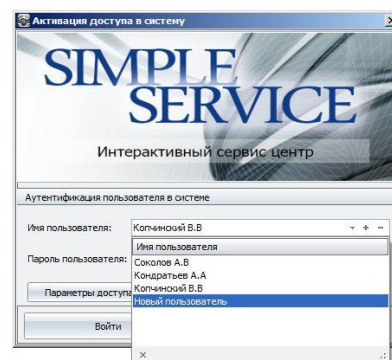 Активация доступа в систему
SIMPLE
SERVICE
Интерактивный сервис центр
Аутентификация пользователя в системе
Имя пользователя: Копчинский В.В
Имя пользователя
Пароль пользователя: Соколов А.В
Кондратьев А.А
Копчинский В.В
Параметры доступа Новый пользователь
Войти